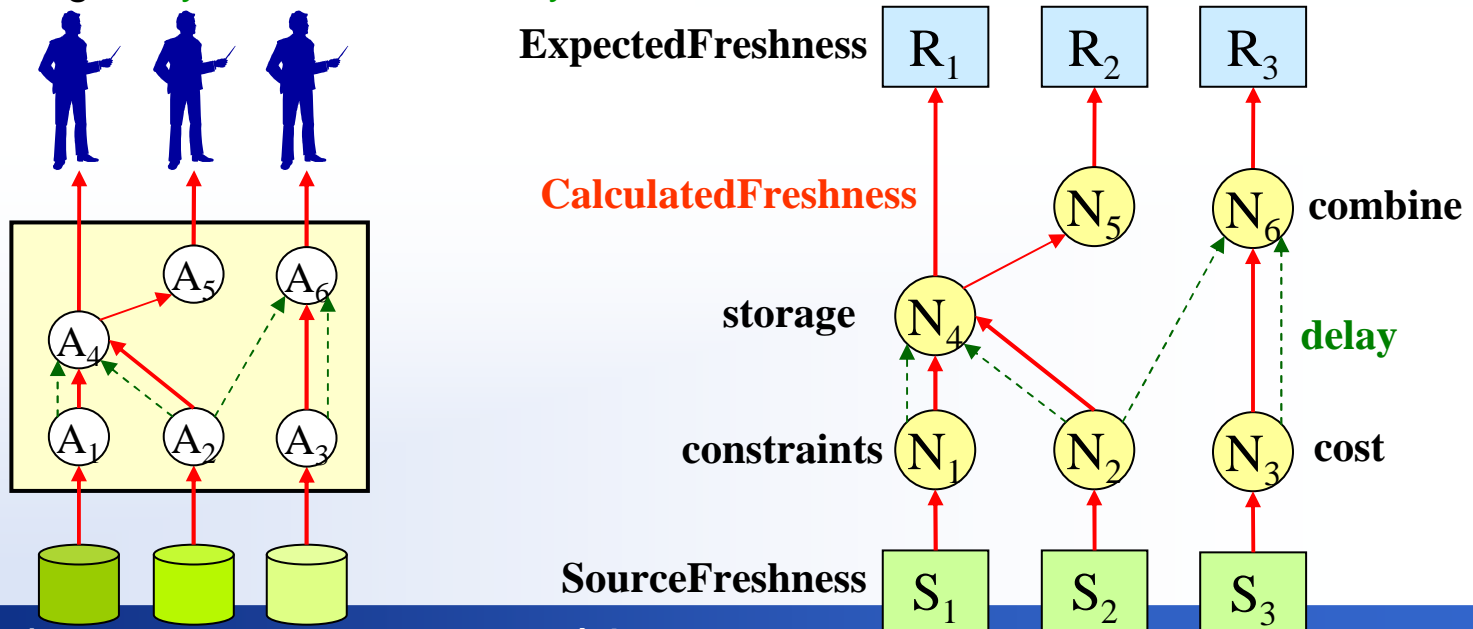 ExpectedFreshness R1 R2 R3
CalculatedFreshness N5 N6 combine
A5 A6
storage N4 delay
A4
constraints N1 N2 N3 cost
A1 A2 A3
SourceFreshness S1 S2 S3